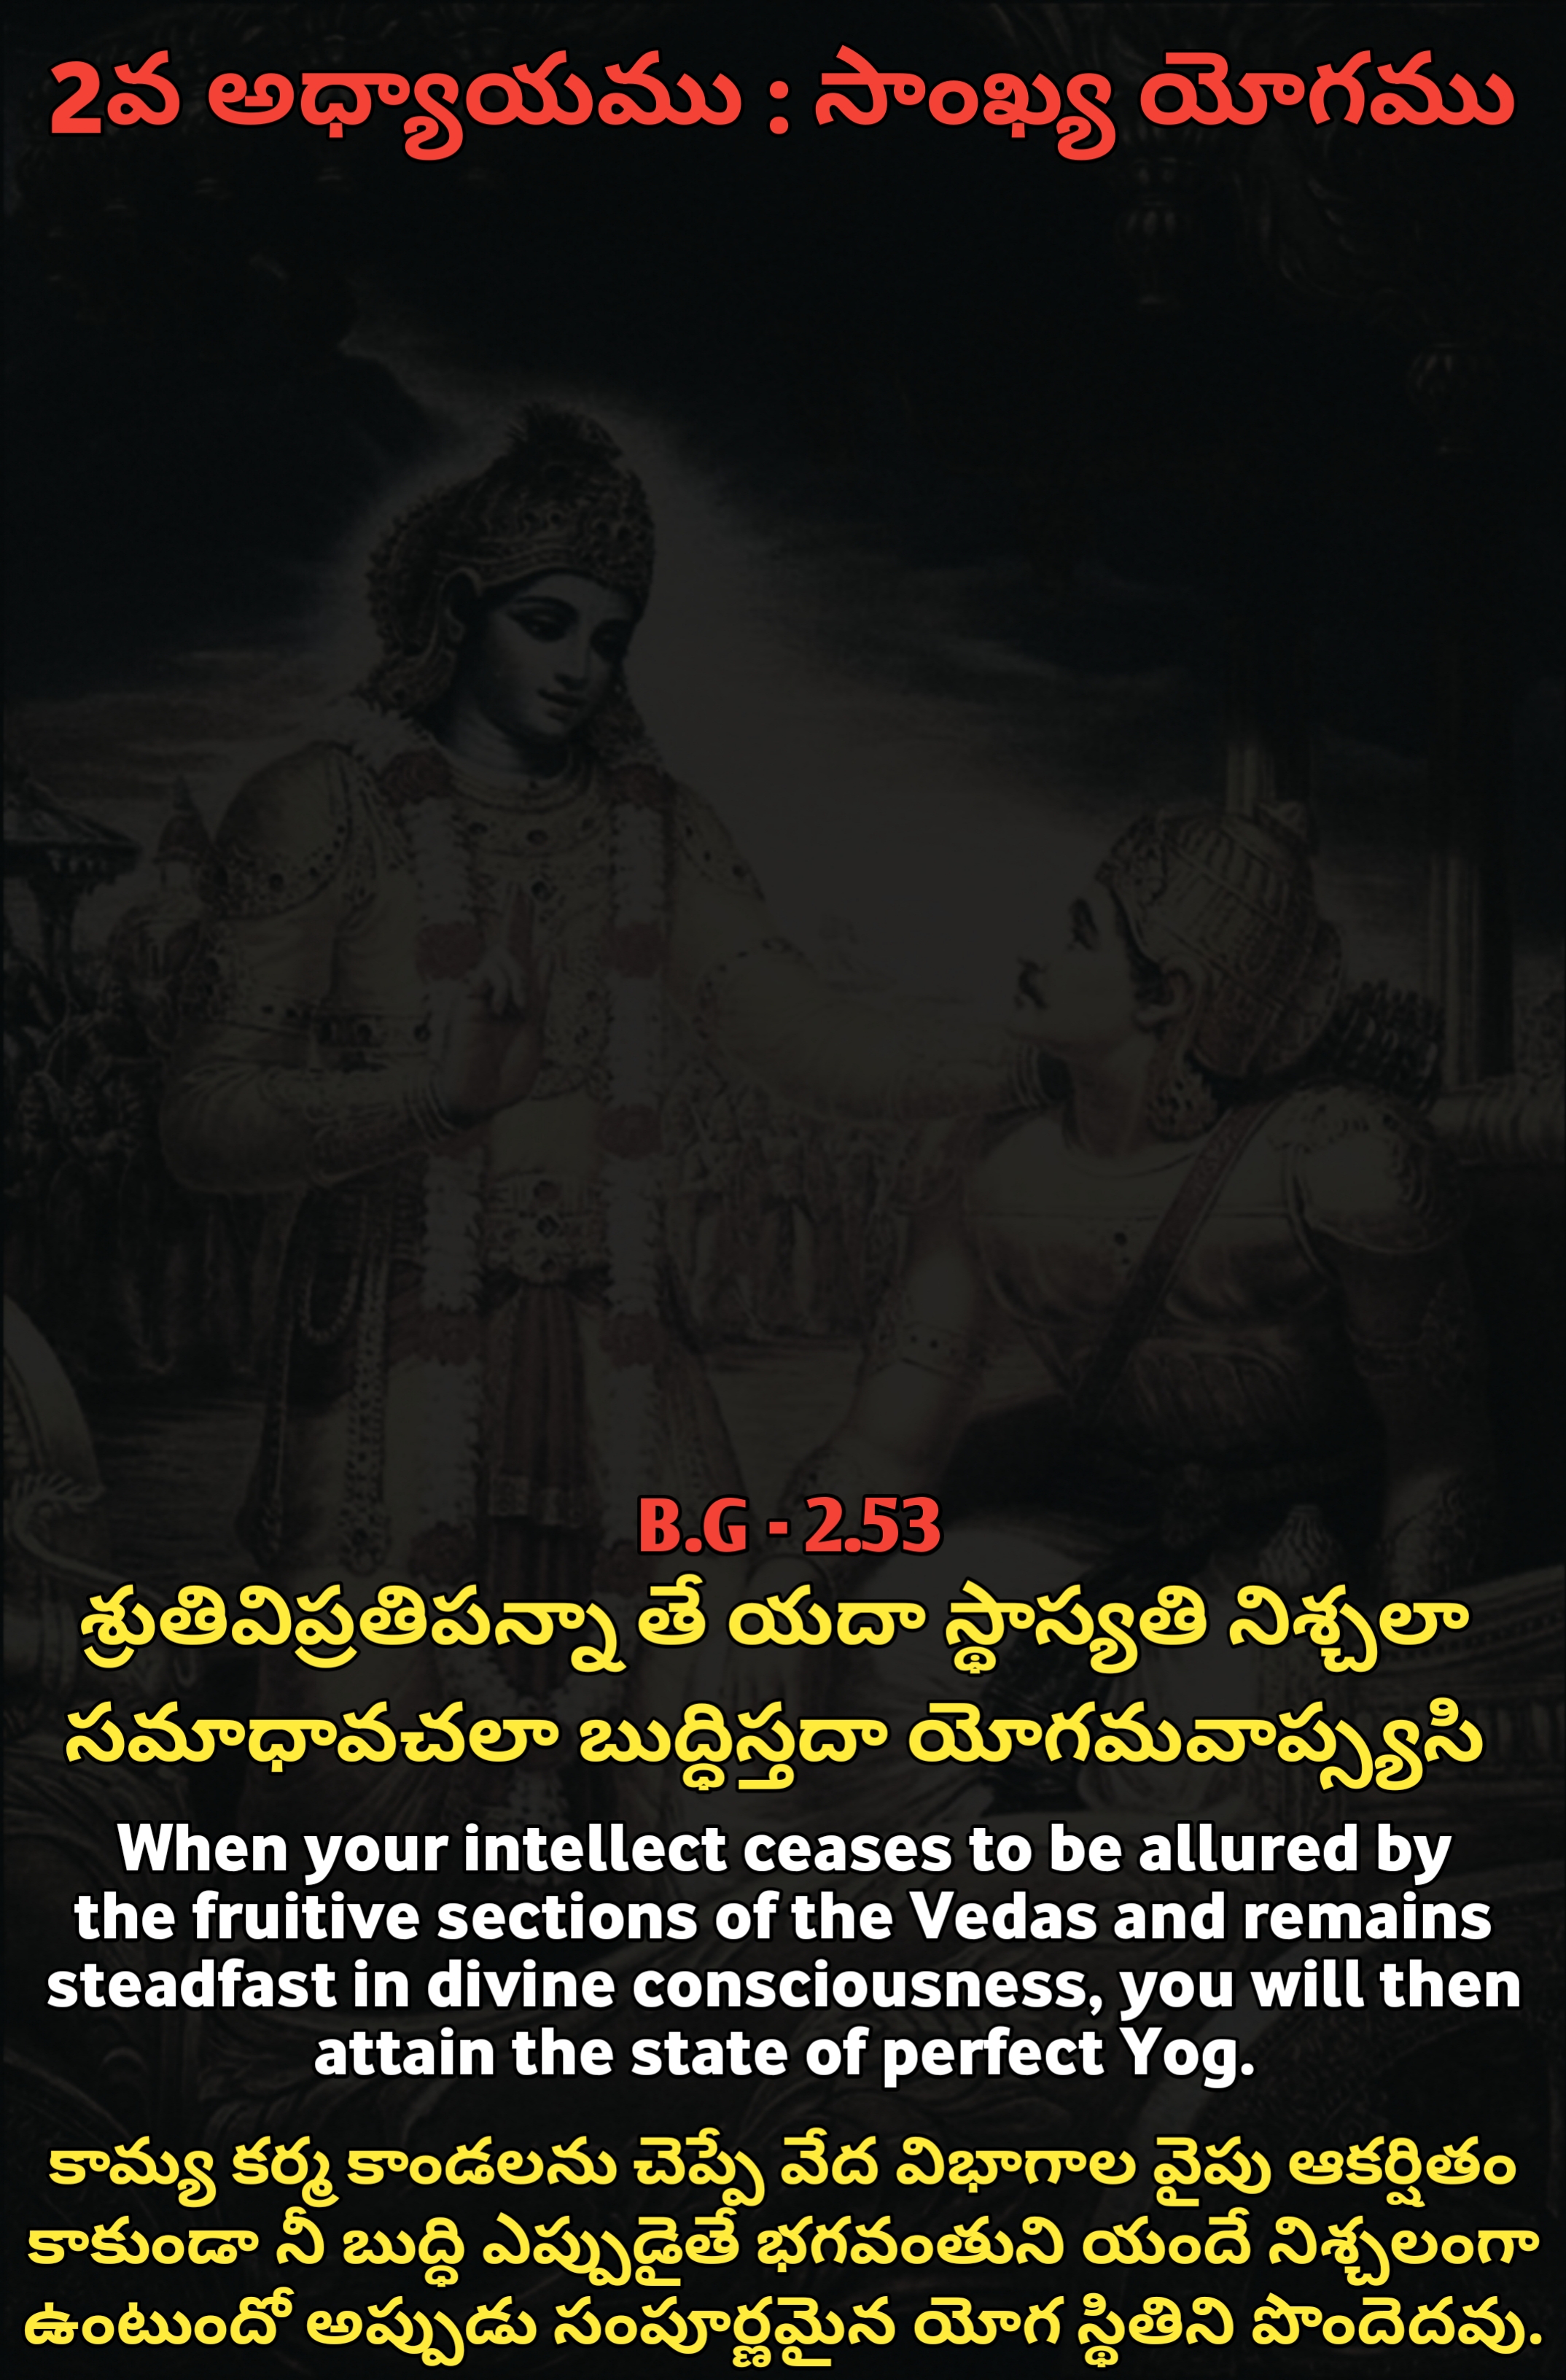 2వ అధ్యాయము : సాంఖ్య యోగము
B.G - 2.53
శ్రుతివిప్రతిపన్నా తే యదా స్థాస్యతి నిశ్చలా
సమాధావచలా బుద్ధిస్తదా యోగమవాప్స్యసి
When your intellect ceases to be allured by
the fruitive sections of the Vedas and remains
steadfast in divine consciousness, you will then
attain the state of perfect Yog.
కామ్య కర్మ కాండలను చెప్పే వేద విభాగాల వైపు ఆకర్షితం
కాకుండా నీ బుద్ధి ఎప్పుడైతే భగవంతుని యందే నిశ్చలంగా
ఉంటుందో అప్పుడు సంపూర్ణమైన యోగ స్థితిని పొందెదవు.